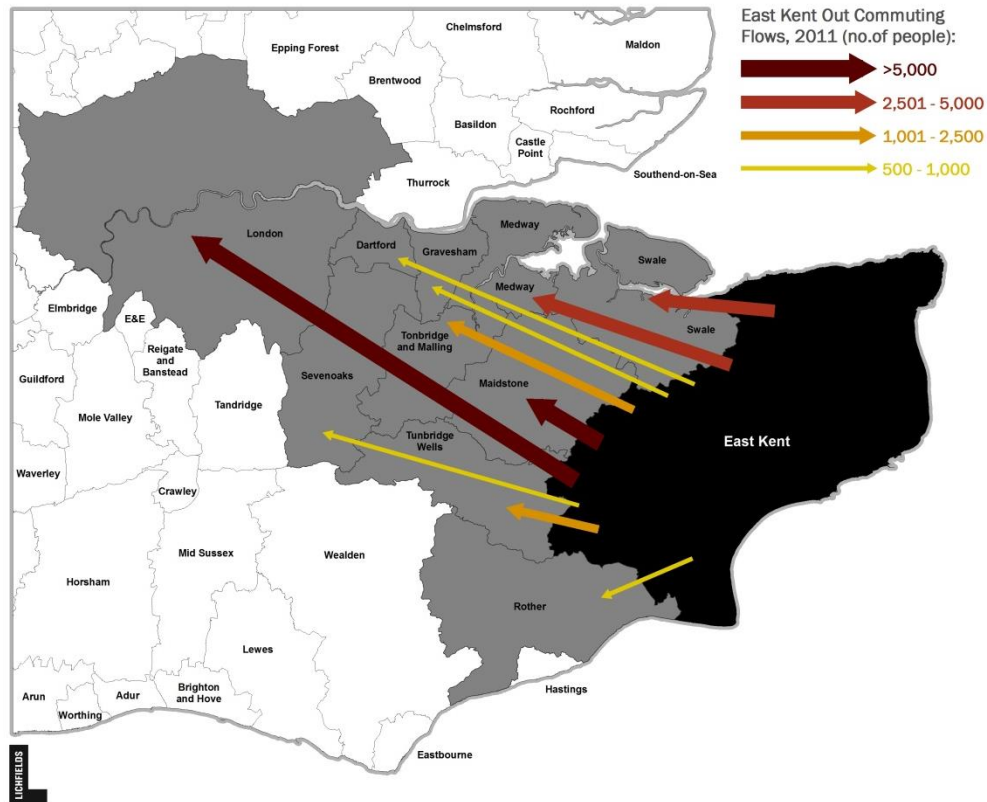 East Kent Out Commuting
Flows, 2011 (no.of people):
>5,000
2,501 - 5,000
1,001 - 2,500
500 - 1,000
Chelmsford
Maldon
Epping Forest
Brentwood
Rochford
Basildon
Castle
Point
Thurrock
Southend-on-Sea
London
Dartford
Gravesham
Medway
Swale
Medway
Swale
Elmbridge
E&E
Reigate
and
Banstead
Tonbridge
and Malling
Sevenoaks
Maidstone
Guildford
Mole Valley
Tandridge
East Kent
Tunbridge
Wells
Waverley
Crawley
Mid Sussex
Wealden
Horsham
Rother
Lewes
Arun
Worthing
Adur
Brighton
and Hove
Hastings
Eastbourne
LICHFIELDS